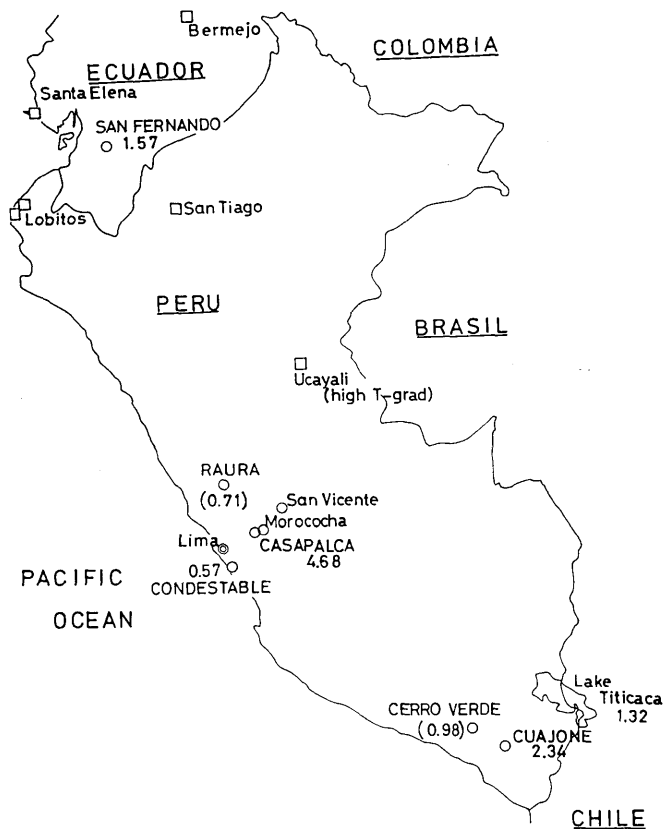 Bermejo
COLOMBIA
ECUADOR
Santa Elena
SAN FERNANDO
1.57
Lobitos
San Tiago
PERU
BRASIL
Ucayali
(high T-grad)
RAURA
(0.71)
San Vicente
Morococha
Lima
CASAPALCA
4.68
0.57
CONDESTABLE
PACIFIC
OCEAN
Lake
Titicaca
1.32
CERRO VERDE
(0.98)
CUAJONE
2.34
CHILE